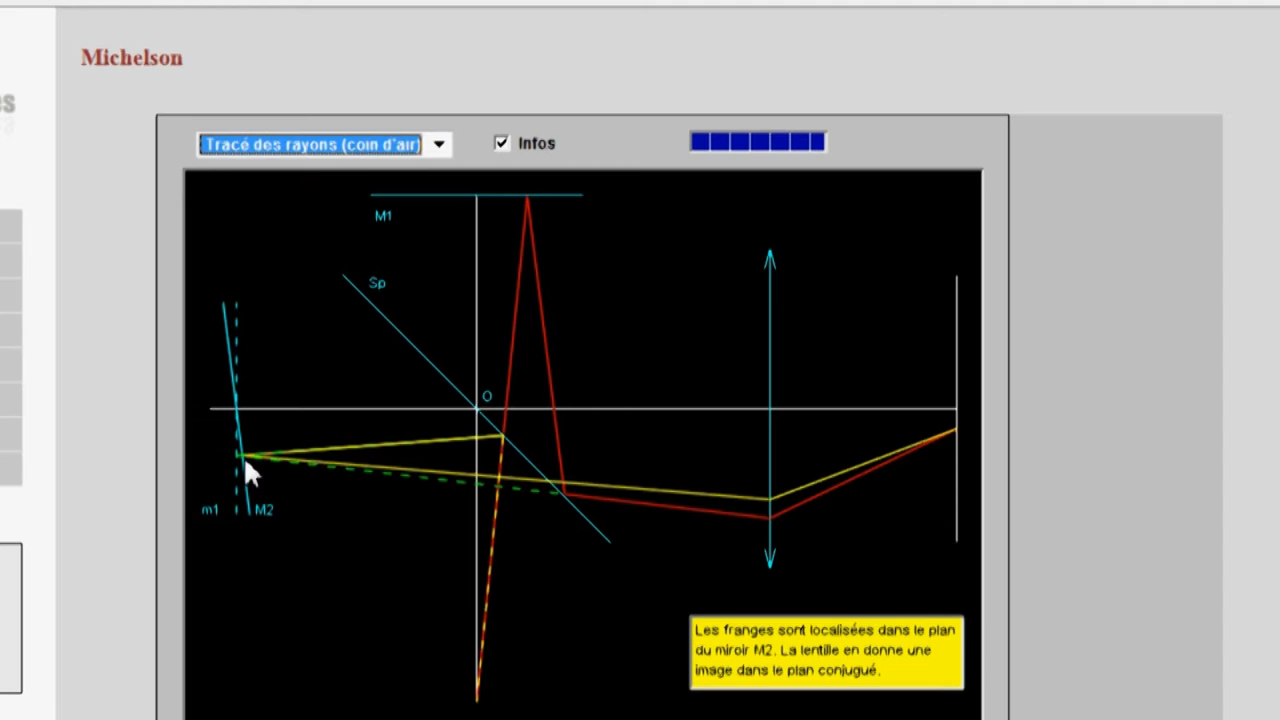 Michelson
es
Tracé des rayons (coin d'air)
Infos
M1
Sp
O
m1
M2
Les franges sont localisées dans le plan
du miroir M2. La lentille en donne une
image dans le plan conjugué.